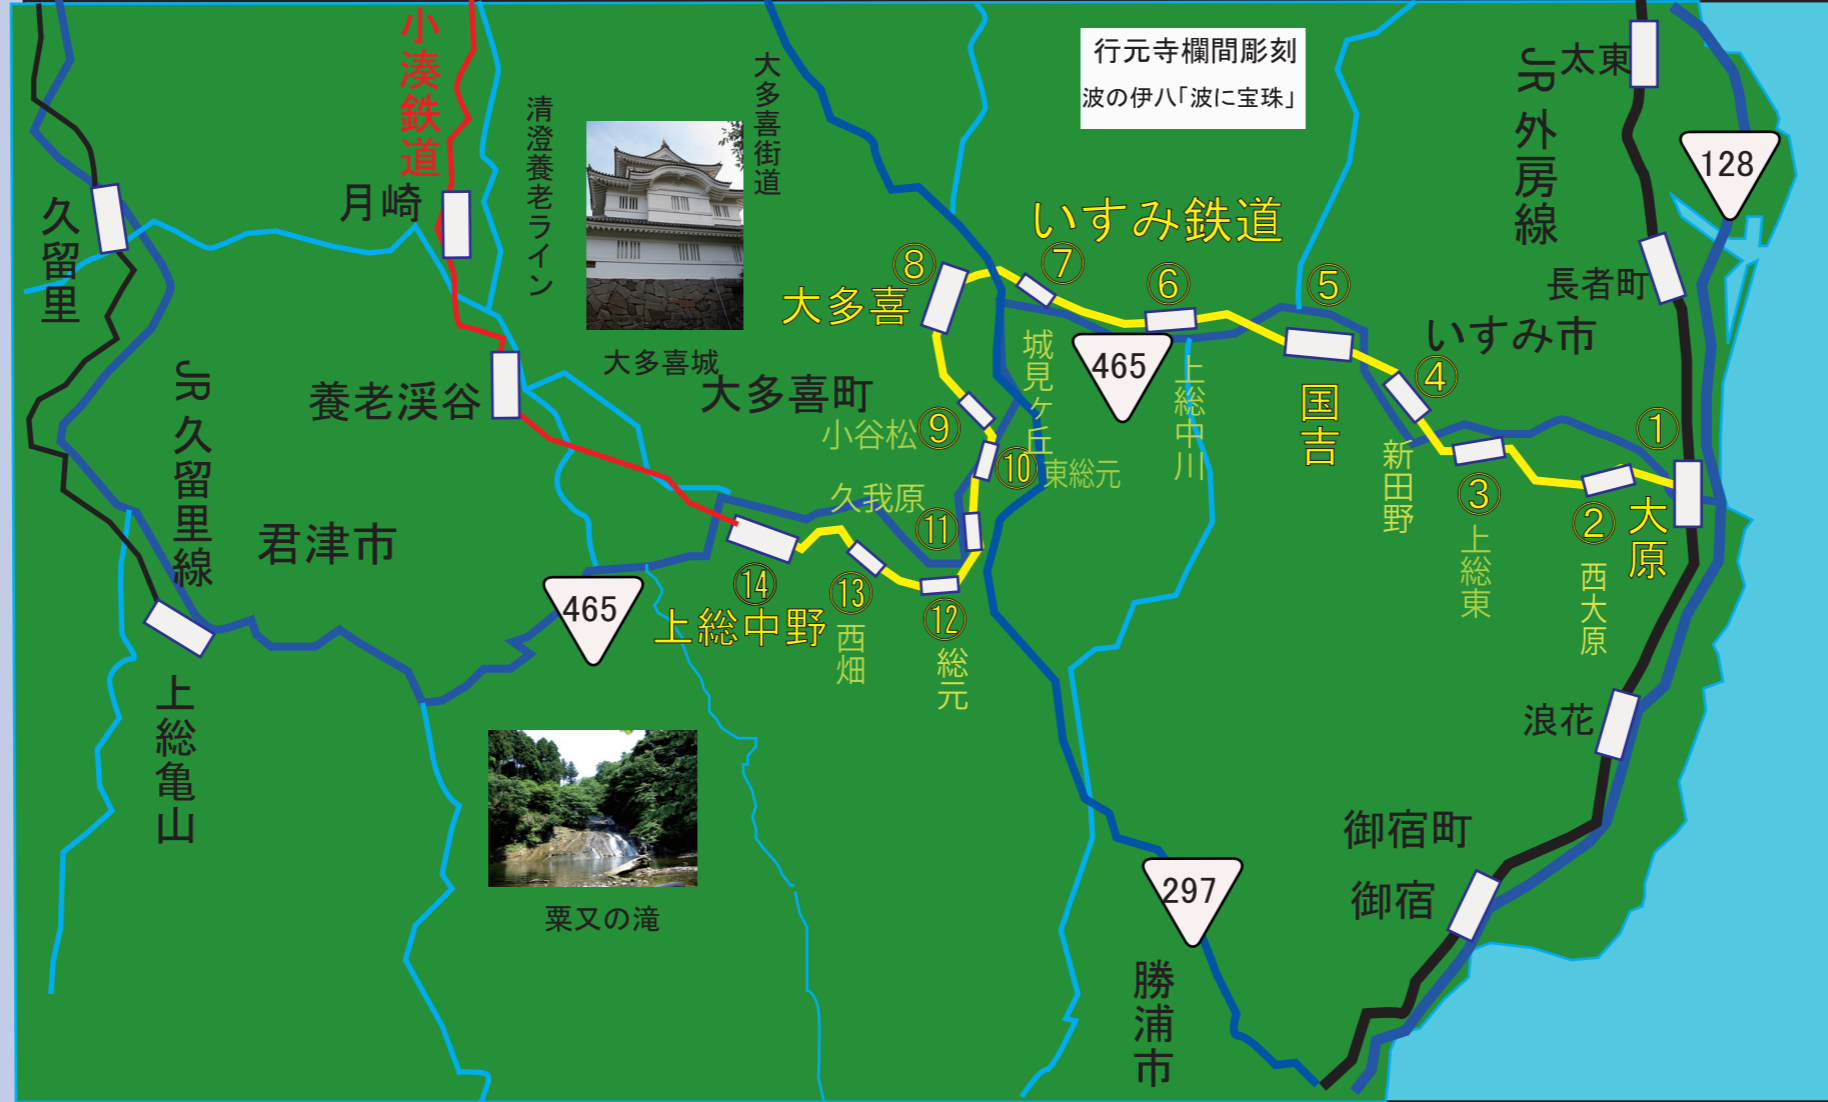 小湊鉄道
清澄養老ライン
大多喜街道
行元寺欄間彫刻
波の伊八「波に宝珠」
JR 外房線
太東
128
久留里
月崎
いすみ鉄道
長者町
⑧
⑦
⑥
⑤
④
①
大多喜
大多喜城
大多喜町
城見ヶ丘
465
上総中川
国吉
いすみ市
養老渓谷
JR 久留里線
小谷松
⑨
⑩
東総元
久我原
⑪
新田野
③
上総東
②
西大原
大原
君津市
465
⑭
上総中野
⑬
西畑
⑫
総元
上総亀山
浪花
粟又の滝
御宿町
御宿
297
勝浦市